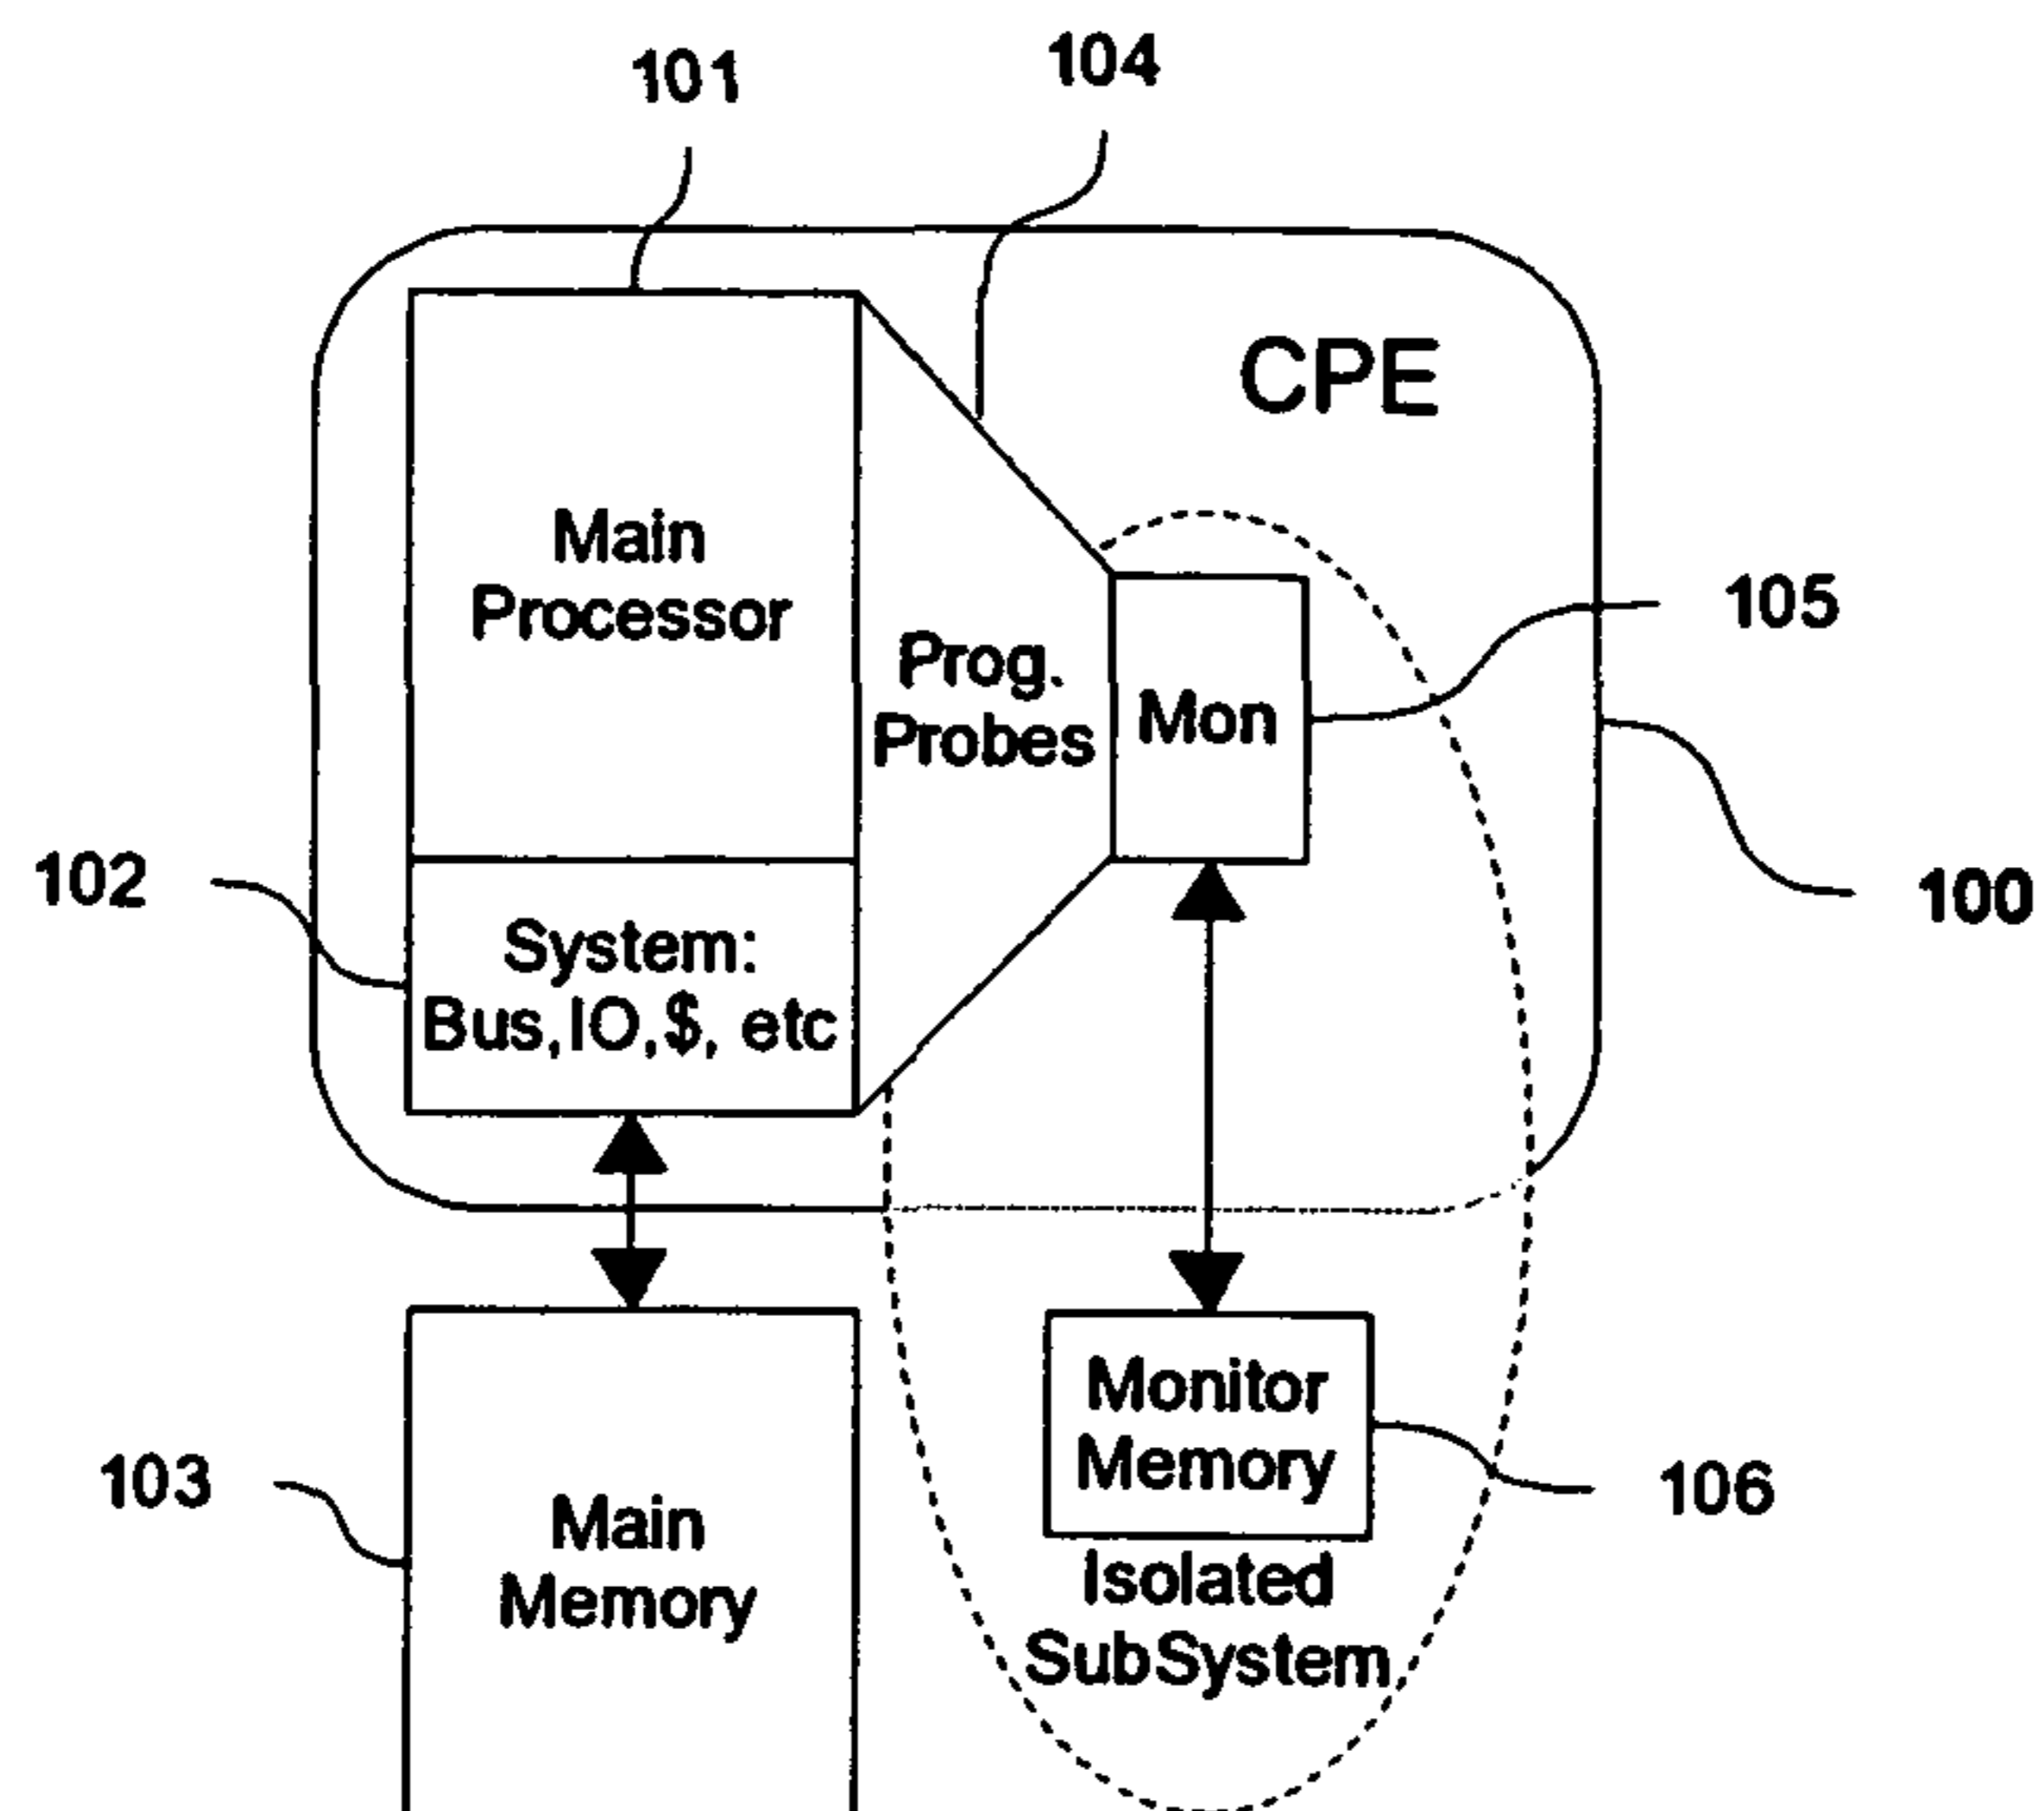 101
104
CPE
Main
Processor
Prog.
Probes
Mon
105
102
System:
Bus,IO,$, etc
100
103
Main
Memory
Monitor
Memory
106
Isolated
SubSystem